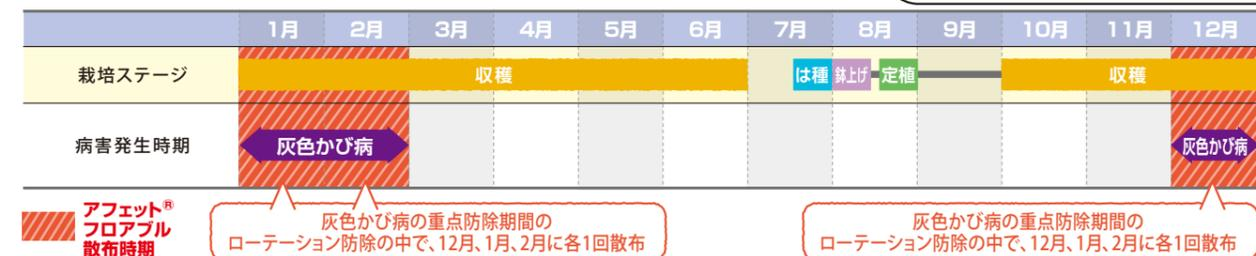 1月 2月 3月 4月 5月 6月 7月 8月 9月 10月 11月 12月
栽培ステージ 収穫 は種 鉢上げ 定植 収穫
病害発生時期 灰色かび病 灰色かび病
アフェット®
フロアブル
散布時期
灰色かび病の重点防除期間の
ローテーション防除の中で、12月、1月、2月に各1回散布
灰色かび病の重点防除期間の
ローテーション防除の中で、12月、1月、2月に各1回散布